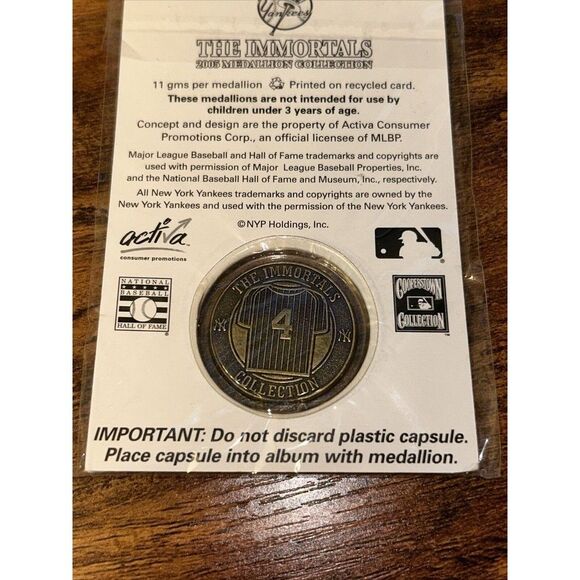 Yankees
THE IMMORTALS
2005 MEDALLION COLLECTION
11 gms per medallion Printed on recycled card.
These medallions are not intended for use by
children under 3 years of age.
Concept and design are the property of Activa Consumer
Promotions Corp., an official licensee of MLBP.
Major League Baseball and Hall of Fame trademarks and copyrights are
used with permission of Major League Baseball Properties, Inc.
and the National Baseball Hall of Fame and Museum, Inc., respectively.
All New York Yankees trademarks and copyrights are owned by the
New York Yankees and used with the permission of the New York Yankees.
©NYP Holdings, Inc.
activa
consumer promotions
NATIONAL
BASEBALL
HALL OF FAME
THE IMMORTALS
NY
4
NY
COLLECTION
COOPERSTOWN
COLLECTION
IMPORTANT: Do not discard plastic capsule.
Place capsule into album with medallion.